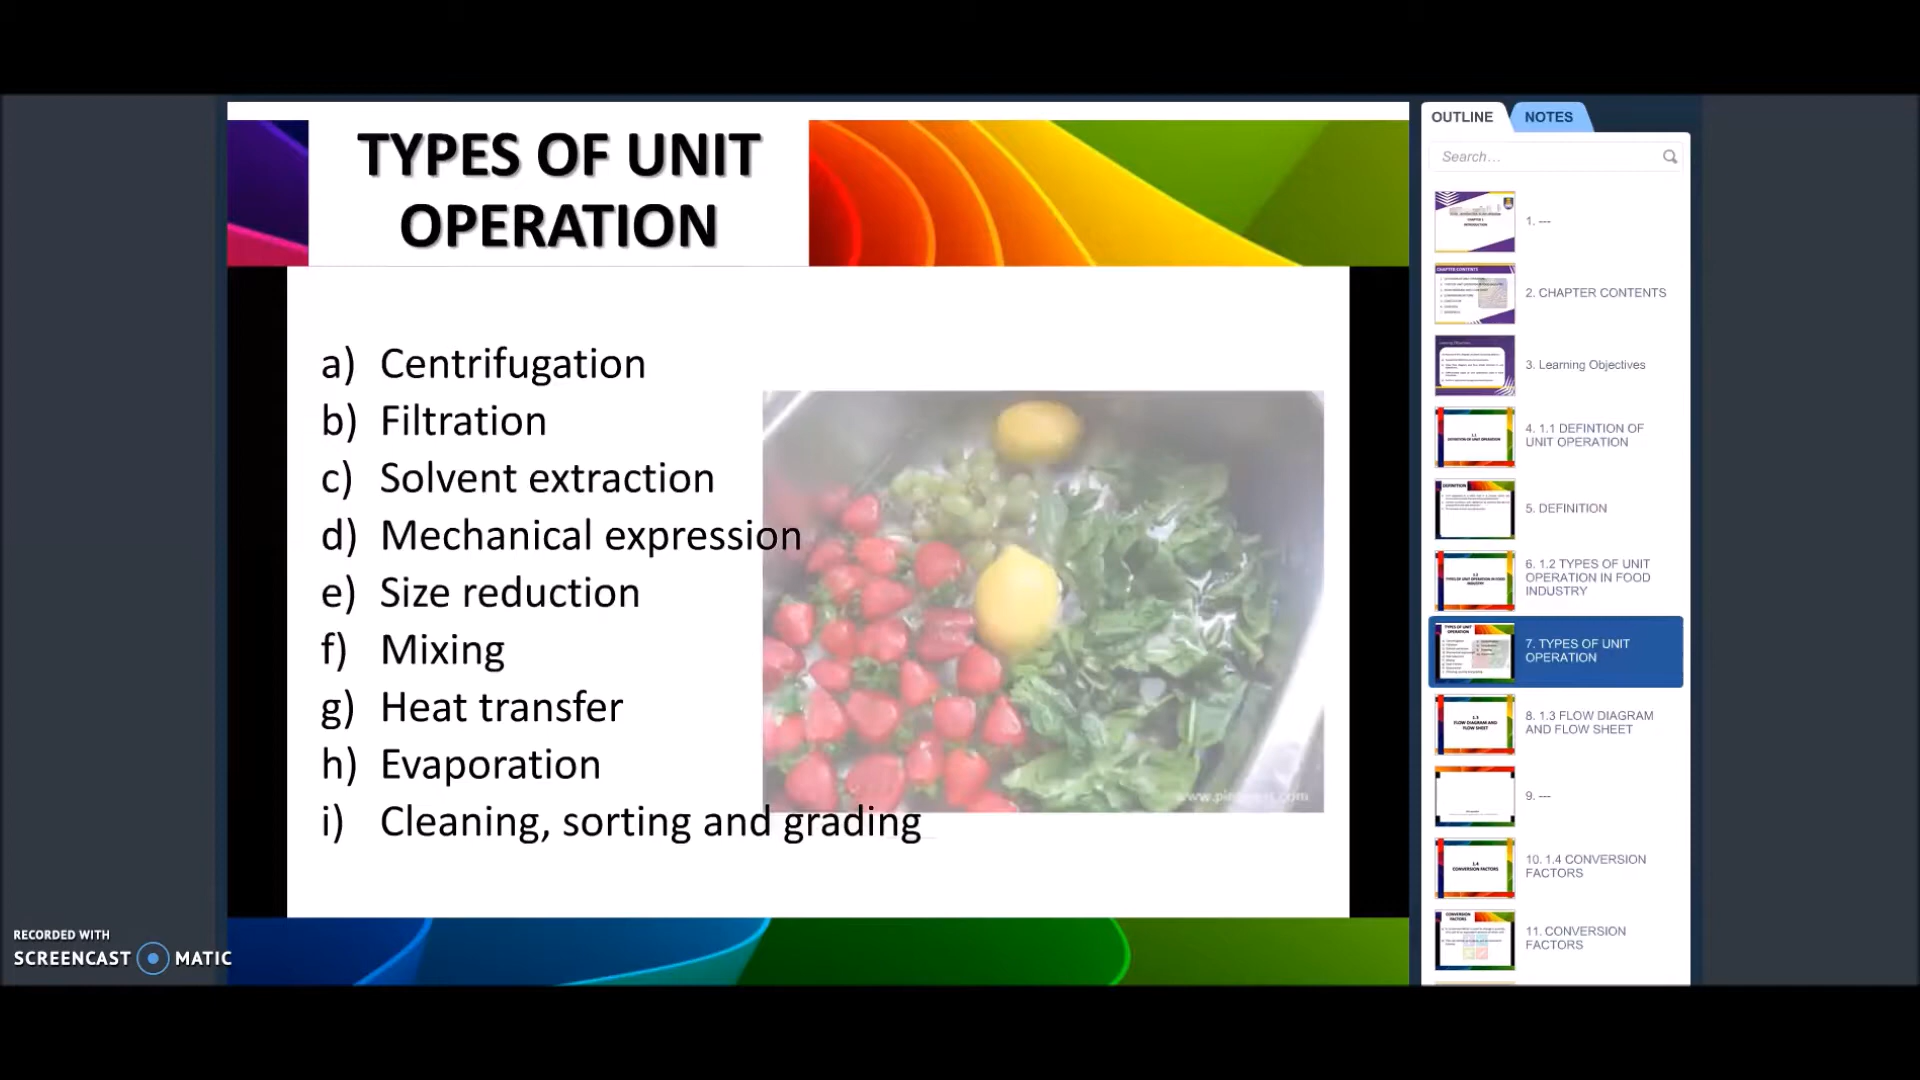 TYPES OF UNIT
OPERATION
a) Centrifugation
b) Filtration
c) Solvent extraction
d) Mechanical expression
e) Size reduction
f) Mixing
g) Heat transfer
h) Evaporation
i) Cleaning, sorting and grading
RECORDED WITH
SCREENCAST MATIC
OUTLINE NOTES
Search...
1. ---
2. CHAPTER CONTENTS
3. Learning Objectives
4. 1.1 DEFINTION OF
UNIT OPERATION
5. DEFINITION
6. 1.2 TYPES OF UNIT
OPERATION IN FOOD
INDUSTRY
7. TYPES OF UNIT
OPERATION
8. 1.3 FLOW DIAGRAM
AND FLOW SHEET
9. ---
10. 1.4 CONVERSION
FACTORS
11. CONVERSION
FACTORS